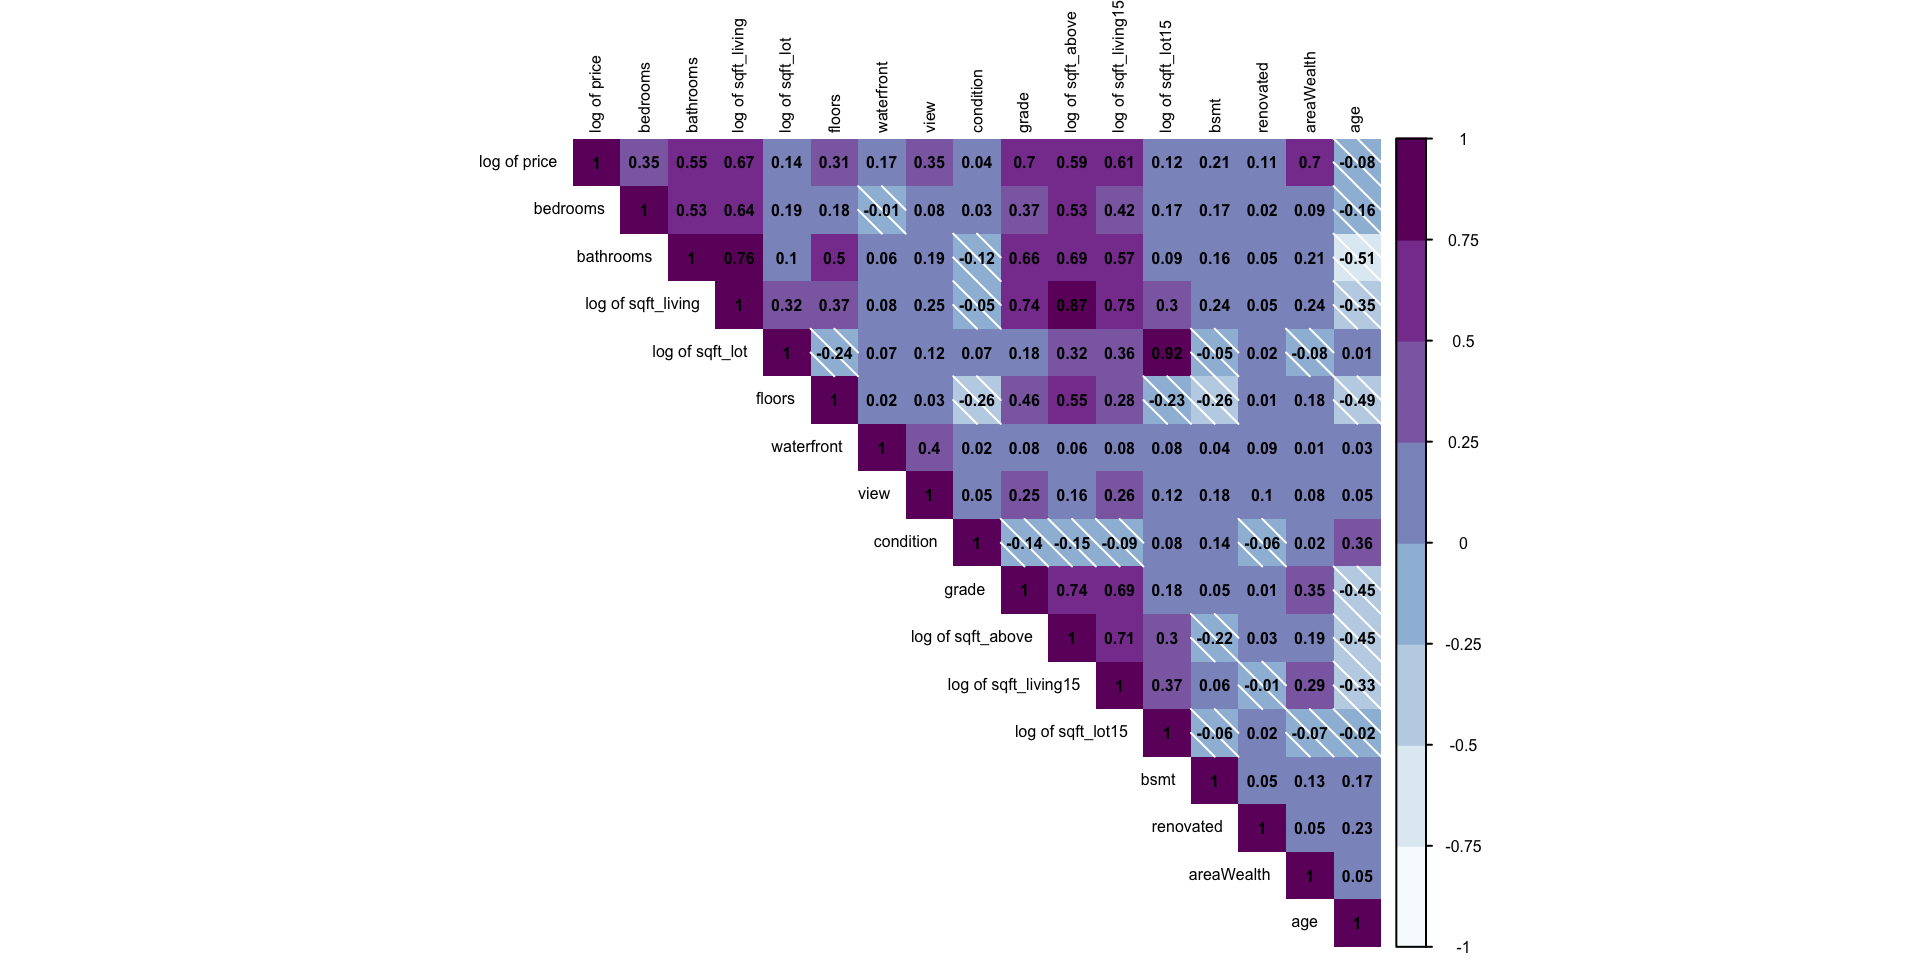 log of price
bedrooms
bathrooms
log of sqft_living
log of sqft_lot
floors
waterfront
view
condition
grade
log of sqft_above
log of sqft_living15
log of sqft_lot15
bsmt
renovated
areaWealth
age
log of price 1 0.35 0.55 0.67 0.14 0.31 0.17 0.35 0.04 0.7 0.59 0.61 0.12 0.21 0.11 0.7 -0.08
bedrooms 1 0.53 0.64 0.19 0.18 -0.01 0.08 0.03 0.37 0.53 0.42 0.17 0.17 0.02 0.09 -0.16
bathrooms 1 0.76 0.1 0.5 0.06 0.19 -0.12 0.66 0.69 0.57 0.09 0.16 0.05 0.21 -0.51
log of sqft_living 1 0.32 0.37 0.08 0.25 -0.05 0.74 0.87 0.75 0.3 0.24 0.05 0.24 -0.35
log of sqft_lot 1 -0.24 0.07 0.12 0.07 0.18 0.32 0.36 0.92 -0.05 0.02 -0.08 0.01
floors 1 0.02 0.03 -0.26 0.46 0.55 0.28 -0.23 -0.26 0.01 0.18 -0.49
waterfront 1 0.4 0.02 0.08 0.06 0.08 0.08 0.04 0.09 0.01 0.03
view 1 0.05 0.25 0.16 0.26 0.12 0.18 0.1 0.08 0.05
condition 1 -0.14 -0.15 -0.09 0.08 0.14 -0.06 0.02 0.36
grade 1 0.74 0.69 0.18 0.05 0.01 0.35 -0.45
log of sqft_above 1 0.71 0.3 -0.22 0.03 0.19 -0.45
log of sqft_living15 1 0.37 0.06 -0.01 0.29 -0.33
log of sqft_lot15 1 -0.06 0.02 -0.07 -0.02
bsmt 1 0.05 0.13 0.17
renovated 1 0.05 0.23
areaWealth 1 0.05
age 1
1
0.75
0.5
0.25
0
-0.25
-0.5
-0.75
-1